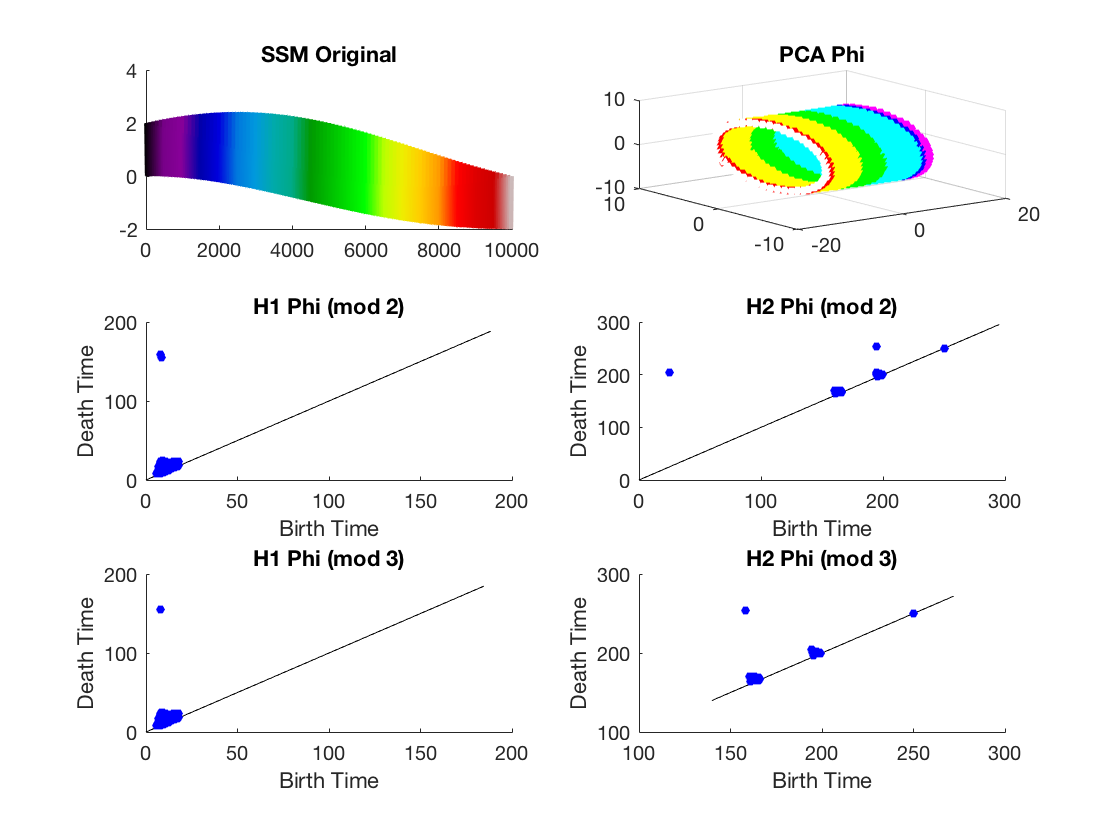 SSM Original
4
2
0
-2
0 2000 4000 6000 8000 10000
PCA Phi
10
0
-10
10
0
-10
-20
0
20
H1 Phi (mod 2)
200
100
0
Death Time
0 50 100 150 200
Birth Time
H2 Phi (mod 2)
300
200
100
0
Death Time
0 100 200 300
Birth Time
H1 Phi (mod 3)
200
100
0
Death Time
0 50 100 150 200
Birth Time
H2 Phi (mod 3)
300
200
100
Death Time
100 150 200 250 300
Birth Time